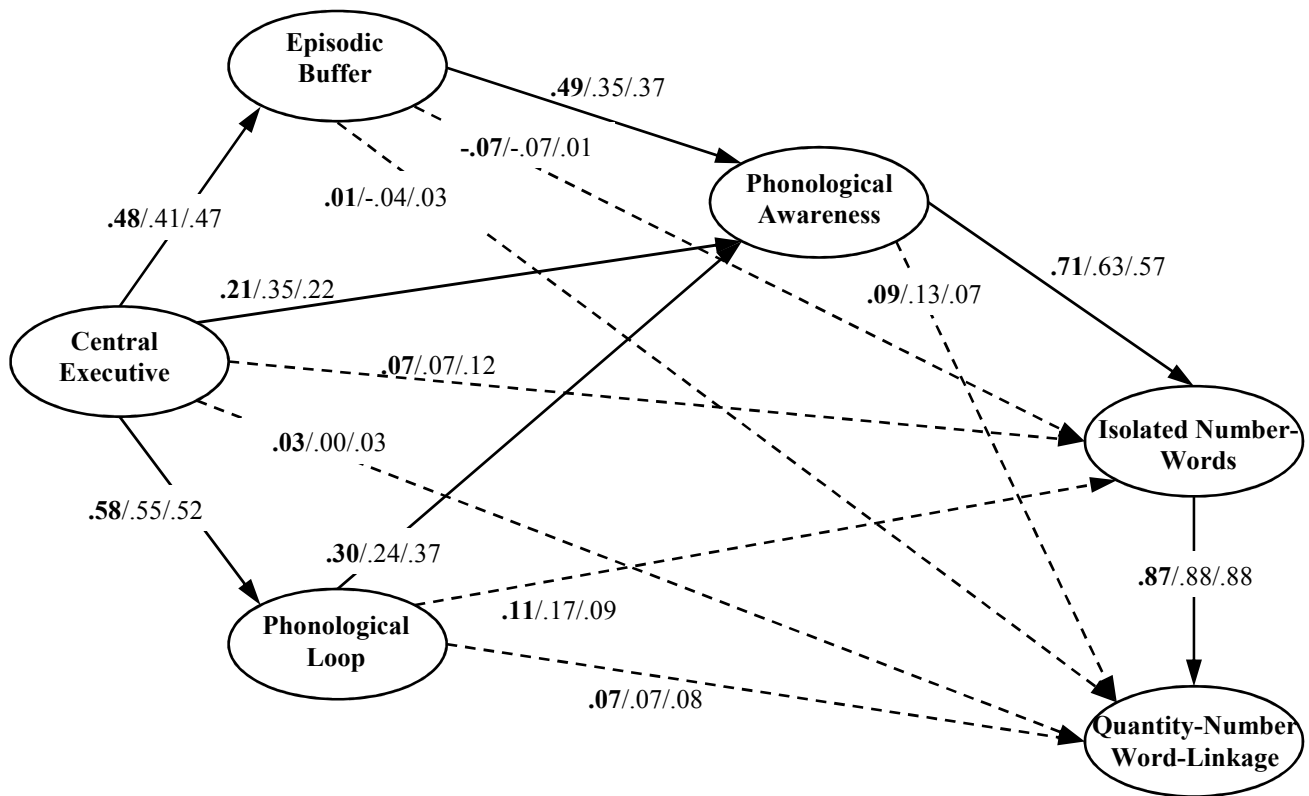 Episodic
Buffer
.49/.35/.37
-.07/-.07/.01
Phonological
Awareness
.01/-.04/.03
.48/.41/.47
.71/.63/.57
.21/.35/.22
.09/.13/.07
Central
Executive
.07/.07/.12
Isolated Number-
Words
.03/.00/.03
.58/.55/.52
.30/.24/.37
.87/.88/.88
.11/.17/.09
Phonological
Loop
.07/.07/.08
Quantity-Number
Word-Linkage